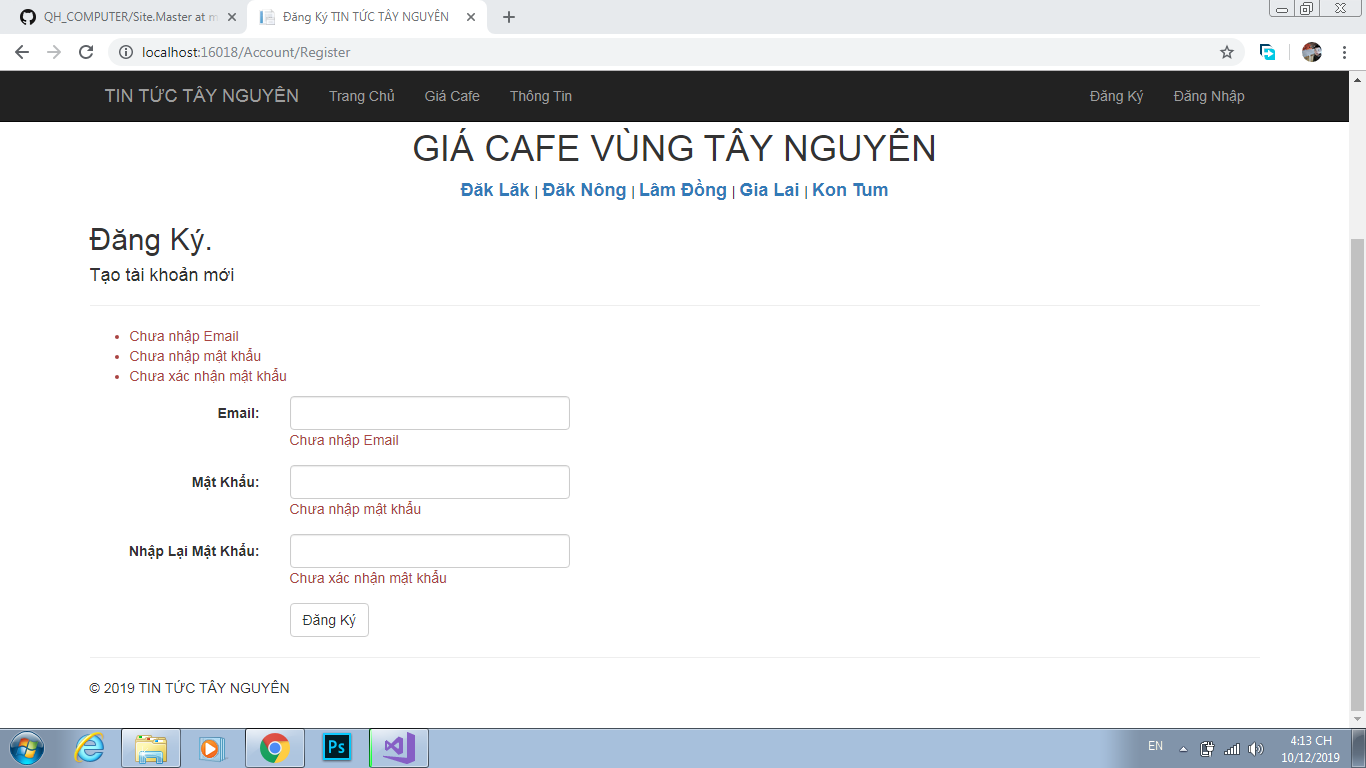 QH_COMPUTER/Site.Master at m
Đăng Ký TIN TỨC TÂY NGUYÊN
localhost:16018/Account/Register
TIN TỨC TÂY NGUYÊN Trang Chủ Giá Cafe Thông Tin Đăng Ký Đăng Nhập
GIÁ CAFE VÙNG TÂY NGUYÊN
Đăk Lăk | Đăk Nông | Lâm Đồng | Gia Lai | Kon Tum
Đăng Ký.
Tạo tài khoản mới
Chưa nhập Email
Chưa nhập mật khẩu
Chưa xác nhận mật khẩu
Email:
Chưa nhập Email
Mật Khẩu:
Chưa nhập mật khẩu
Nhập Lại Mật Khẩu:
Chưa xác nhận mật khẩu
Đăng Ký
© 2019 TIN TỨC TÂY NGUYÊN
Ps
EN
4:13 CH
10/12/2019